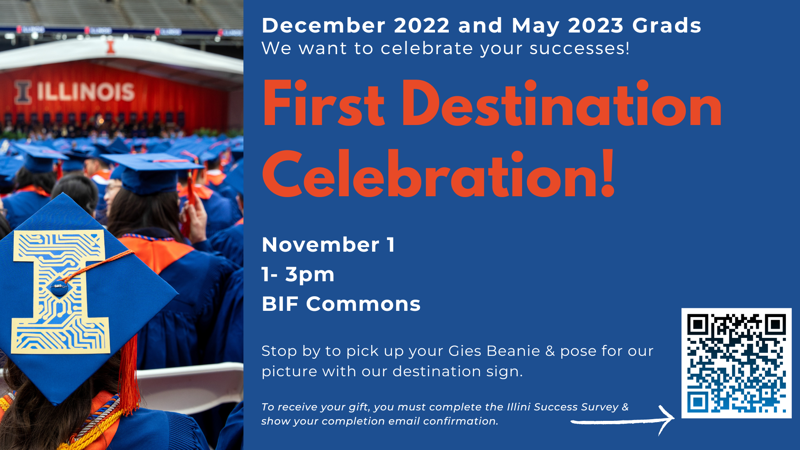 ILLINOIS
December 2022 and May 2023 Grads
We want to celebrate your successes!
First Destination
Celebration!
November 1
1- 3pm
BIF Commons
Stop by to pick up your Gies Beanie & pose for our
picture with our destination sign.
To receive your gift, you must complete the Illini Success Survey &
show your completion email confirmation.